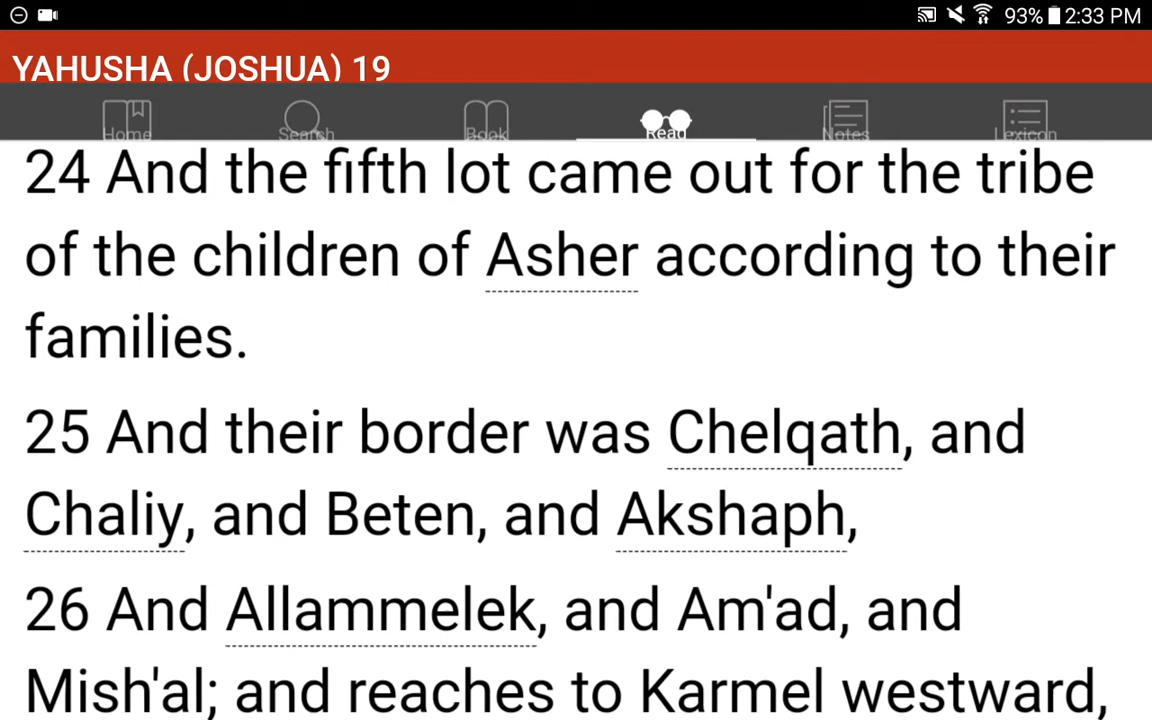 93% 2:33 PM
YAHUSHA (JOSHUA) 19
Home Search Book Read Notes Lexicon
24 And the fifth lot came out for the tribe
of the children of Asher according to their
families.
25 And their border was Chelqath, and
Chaliy, and Beten, and Akshaph,
26 And Allammelek, and Am'ad, and
Mish'al; and reaches to Karmel westward,